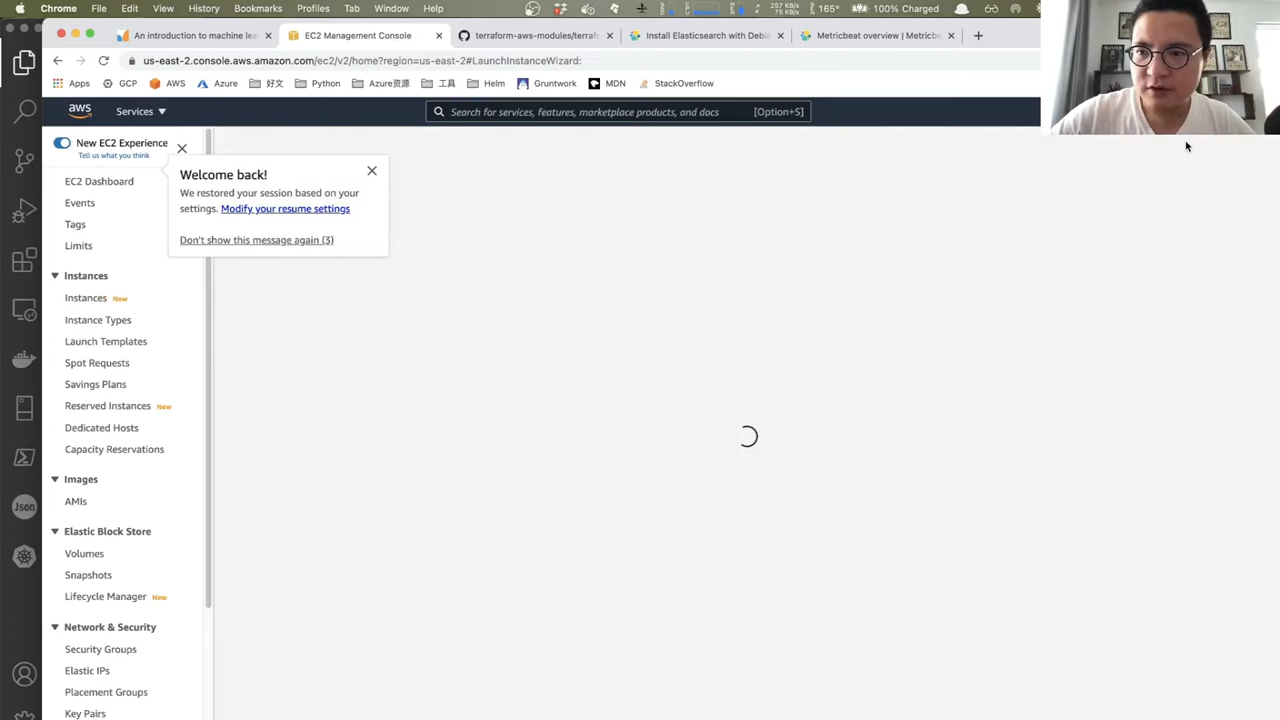 Chrome File Edit View History Bookmarks Profiles Tab Window Help 257 KB/s 165° 100% Charged
An introduction to machine lea
EC2 Management Console
terraform-aws-modules/terrafo
Install Elasticsearch with Debia
Metricbeat overview | Metricbe
us-east-2.console.aws.amazon.com/ec2/v2/home?region=us-east-2#LaunchInstanceWizard:
Apps GCP AWS Azure 好文 Python Azure资源 工具 Helm Gruntwork MDN StackOverflow
aws Services Search for services, features, marketplace products, and docs [Option+S]
New EC2 Experience
Tell us what you think
Welcome back!
We restored your session based on your
settings. Modify your resume settings
Don't show this message again (3)
EC2 Dashboard
Events
Tags
Limits
Instances
Instances New
Instance Types
Launch Templates
Spot Requests
Savings Plans
Reserved Instances New
Dedicated Hosts
Capacity Reservations
Images
AMIs
Elastic Block Store
Volumes
Snapshots
Lifecycle Manager New
Network & Security
Security Groups
Elastic IPs
Placement Groups
Key Pairs
Json